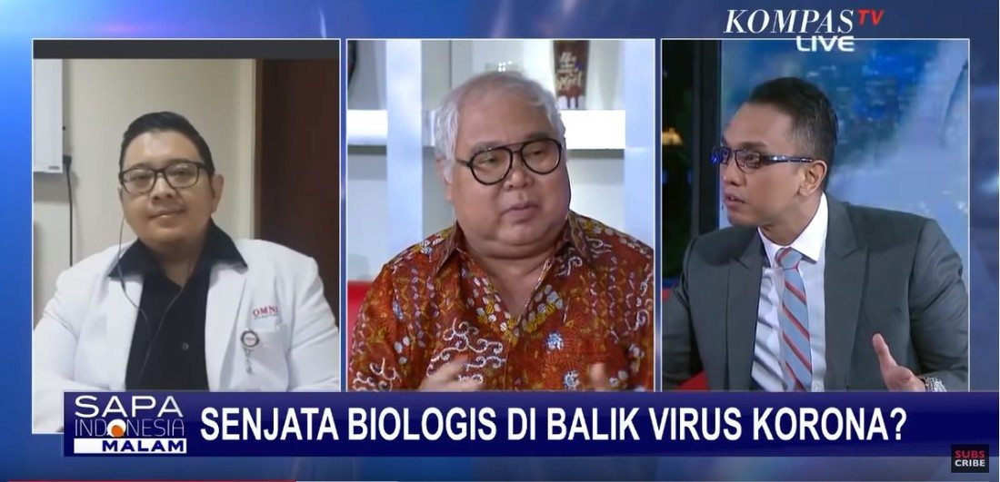 KOMPAS TV
LIVE
OMNI
SAPA
INDONESIA
MALAM
SENJATA BIOLOGIS DI BALIK VIRUS KORONA?
SUBS
CRIBE